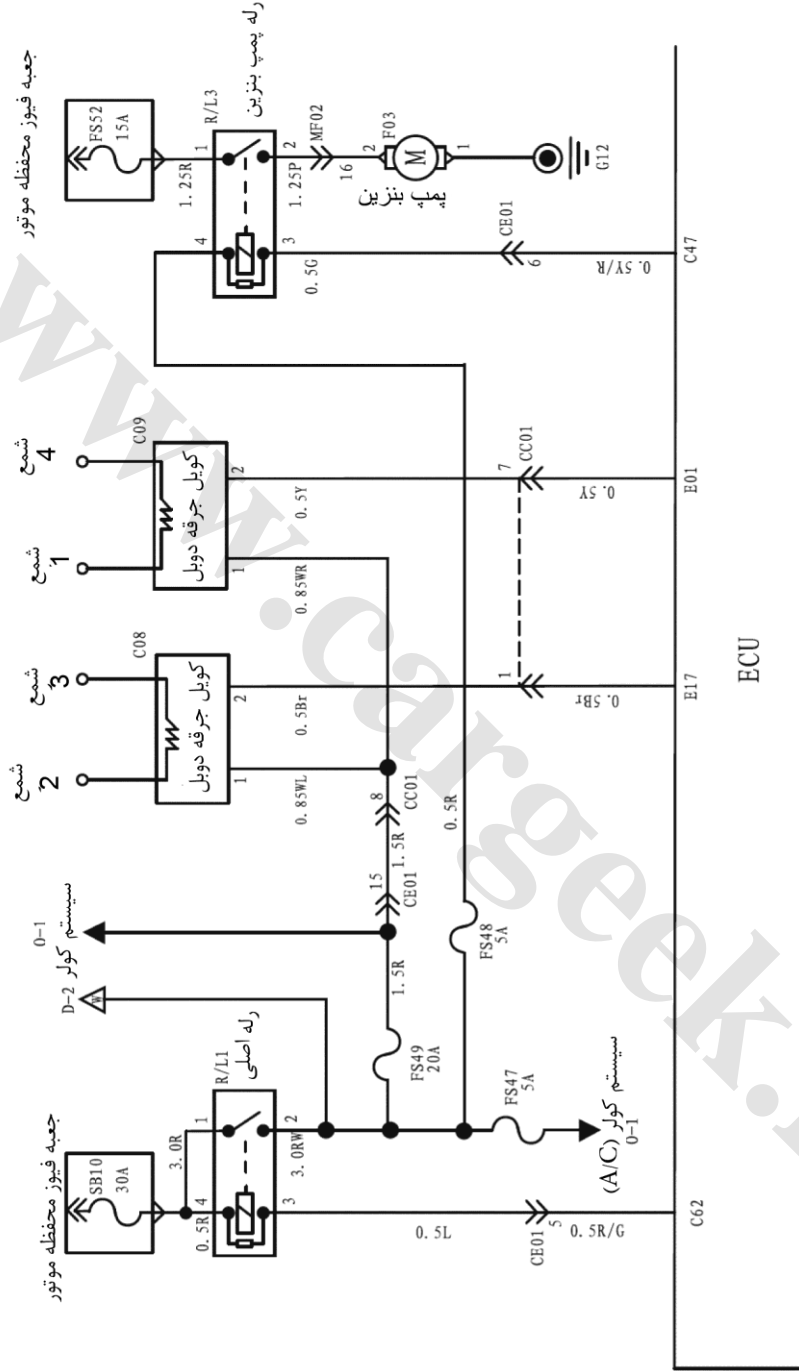 جعبه فیوز محفظه موتور
SB10
30A
3.0R
1
4
0.5R
R/L1
رله اصلی
2
3
3.0RW
0.5L
CE01
5
0.5R/G
C62
D-2
W
0-1
سیستم کولر
1.5R
FS49
20A
FS47
5A
سیستم کولر (A/C)
0-1
15
CE01
1.5R
8
CC01
FS48
5A
0.5R
شمع
2
شمع
3
C08
کویل جرقه دوبل
1
2
0.85WL
0.5Br
1
0.5Br
E17
شمع
1
شمع
4
C09
کویل جرقه دوبل
1
2
0.85WR
0.5Y
7
CC01
0.5Y
E01
جعبه فیوز محفظه موتور
FS52
15A
1.25R
رله پمپ بنزین
R/L3
1
4
2
3
1.25P
MF02
16
2
F03
M
1
پمپ بنزین
G12
0.5G
CE01
6
0.5Y/R
C47
ECU
www.cargeek.